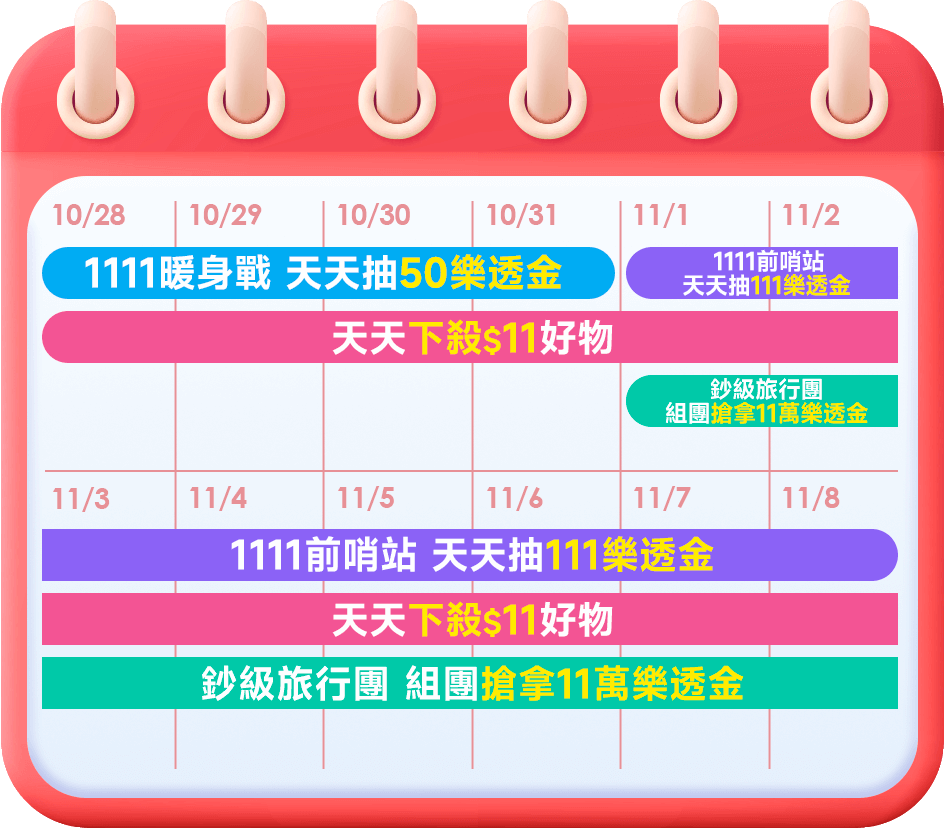 10/28 10/29 10/30 10/31 11/1 11/2
1111暖身戰 天天抽50樂透金
1111前哨站
天天抽111樂透金
天天下殺$11好物
鈔級旅行團
組團搶拿11萬樂透金
11/3 11/4 11/5 11/6 11/7 11/8
1111前哨站 天天抽111樂透金
天天下殺$11好物
鈔級旅行團 組團搶拿11萬樂透金